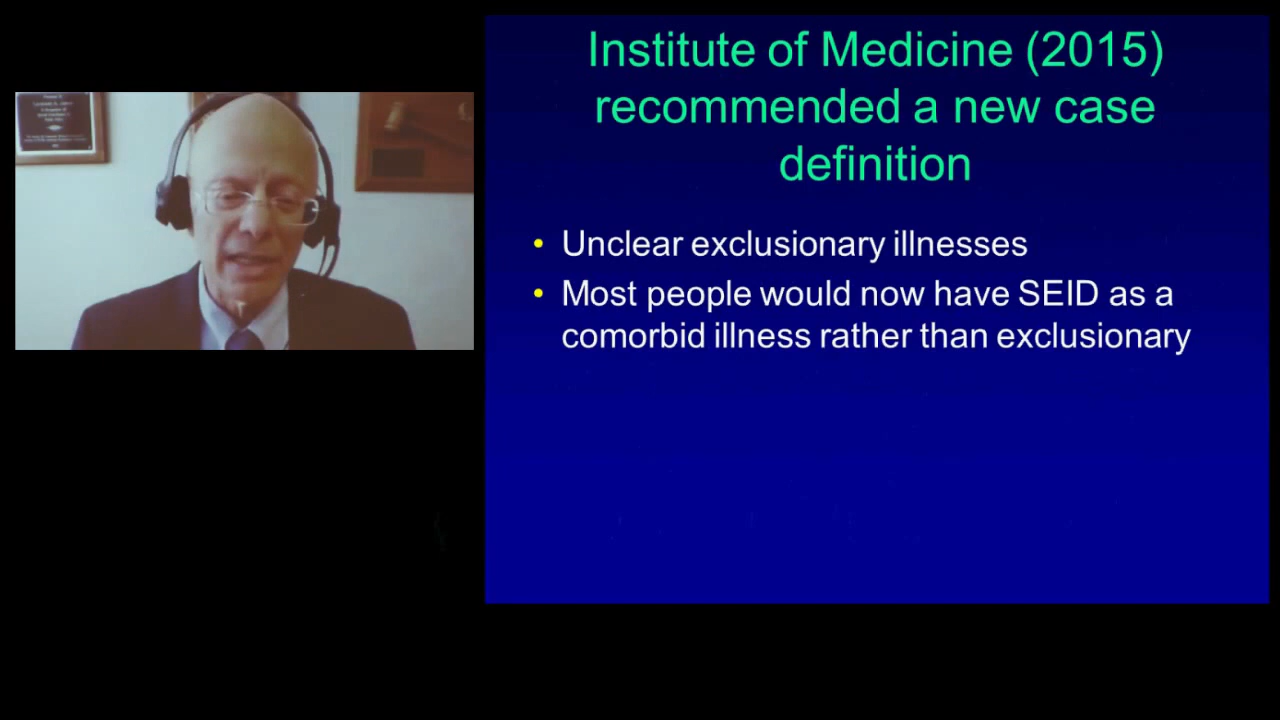 Institute of Medicine (2015)
recommended a new case
definition
• Unclear exclusionary illnesses
• Most people would now have SEID as a
comorbid illness rather than exclusionary